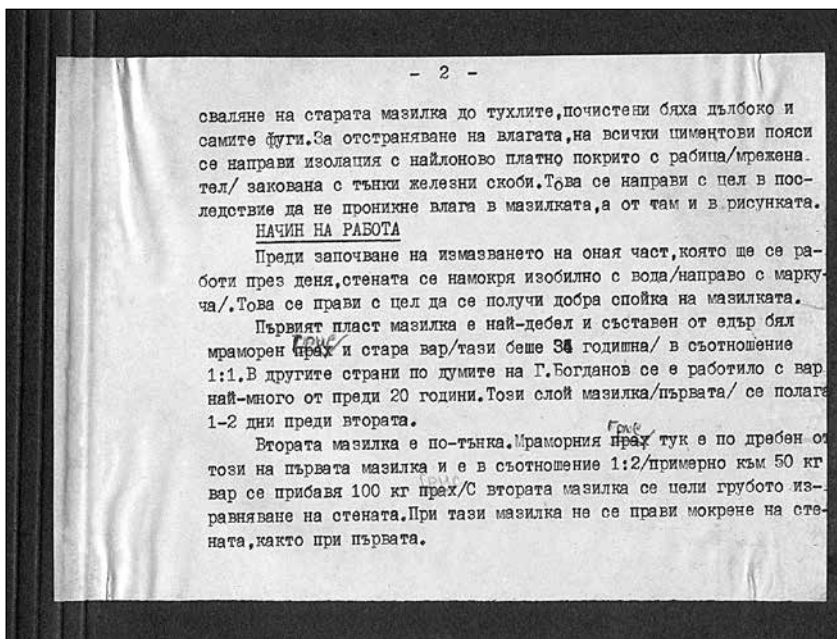 - 2 -
сваляне на старата мазилка до тухлите,почистени бяха дълбоко и
самите фуги.За отстраняване на влагата,на всички циментови пояси
се направи изолация с найлоново платно покрито с рабица/мрежена
тел/ закована с тънки железни скоби.Това се направи с цел в пос-
ледствие да не проникне влага в мазилката,а от там и в рисунката.
НАЧИН НА РАБОТА
Преди започване на измазването на оная част,която ще се ра-
боти през деня,стената се намокря изобилно с вода/направо с марку-
ча/.Това се прави с цел да се получи добра спойка на мазилката.
Първият пласт мазилка е най-дебел и съставен от едър бял
грис
мраморен прах и стара вар/тази беше 34 годишна/ в съотношение
1:1.В другите страни по думите на Г.Богданов се е работило с вар
най-много от преди 20 години.Този слой мазилка/първата/ се полага
1-2 дни преди втората.
грис
Втората мазилка е по-тънка.Мраморния прах тук е по дребен от
този на първата мазилка и е в съотношение 1:2/примерно към 50 кг
грис
вар се прибавя 100 кг прах/С втората мазилка се цели грубото из-
равняване на стената.При тази мазилка не се прави мокрене на сте-
ната,както при първата.